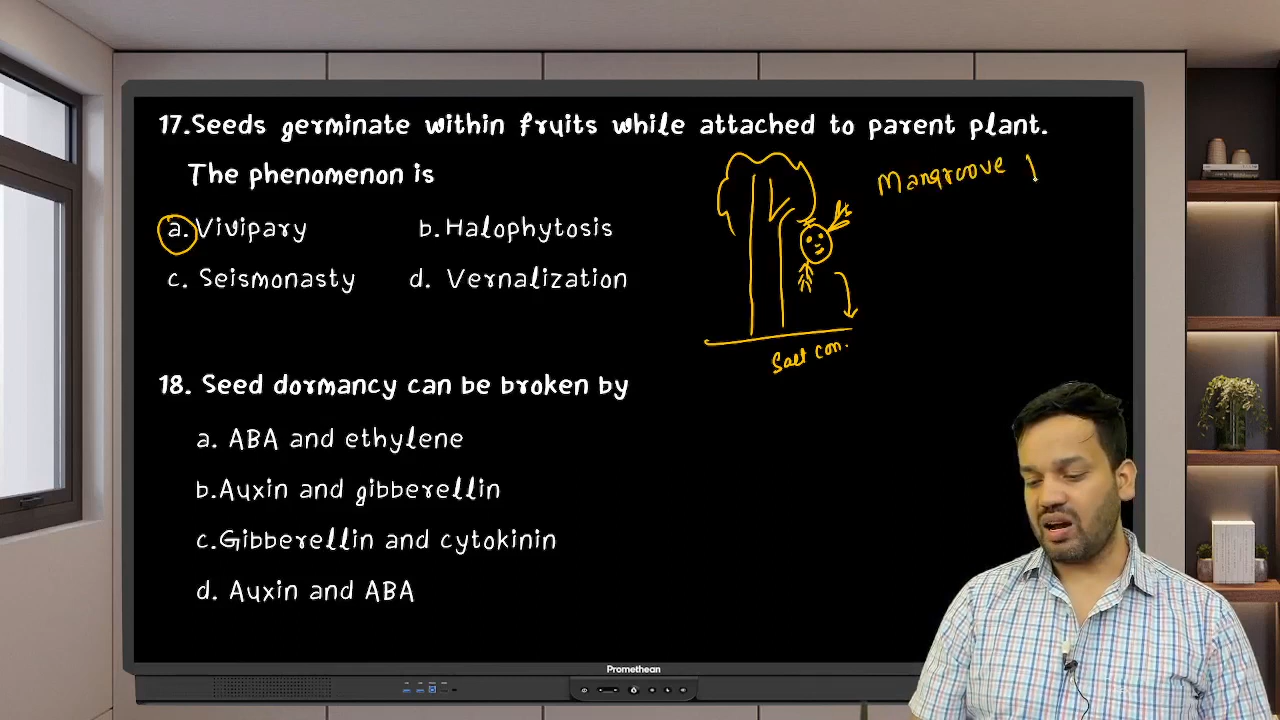 17.Seeds germinate within fruits while attached to parent plant.
The phenomenon is
a. Vivipary b. Halophytosis
c. Seismonasty d. Vernalization
Mangroove
Salt con.
18. Seed dormancy can be broken by
a. ABA and ethylene
b.Auxin and gibberellin
c.Gibberellin and cytokinin
d. Auxin and ABA
Promethean